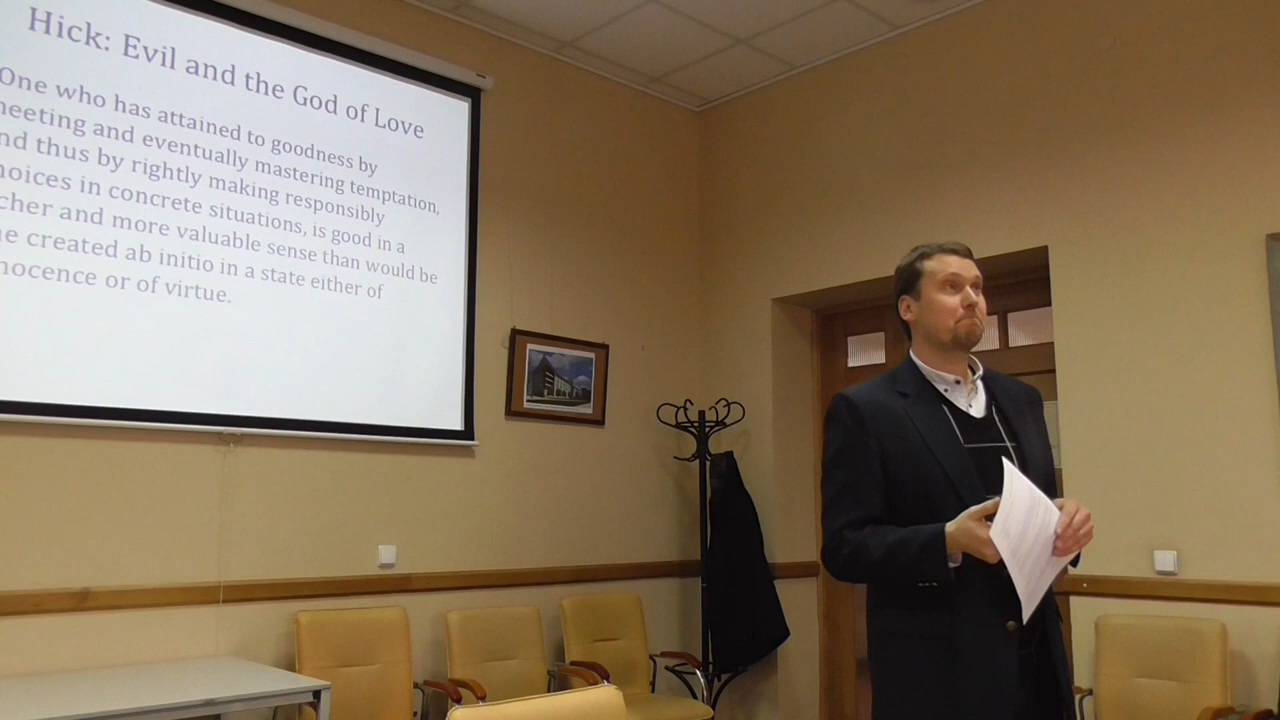 Hick: Evil and the God of Love
One who has attained to goodness by
neeting and eventually mastering temptation,
nd thus by rightly making responsibly
hoices in concrete situations, is good in a
cher and more valuable sense than would be
ne created ab initio in a state either of
nocence or of virtue.